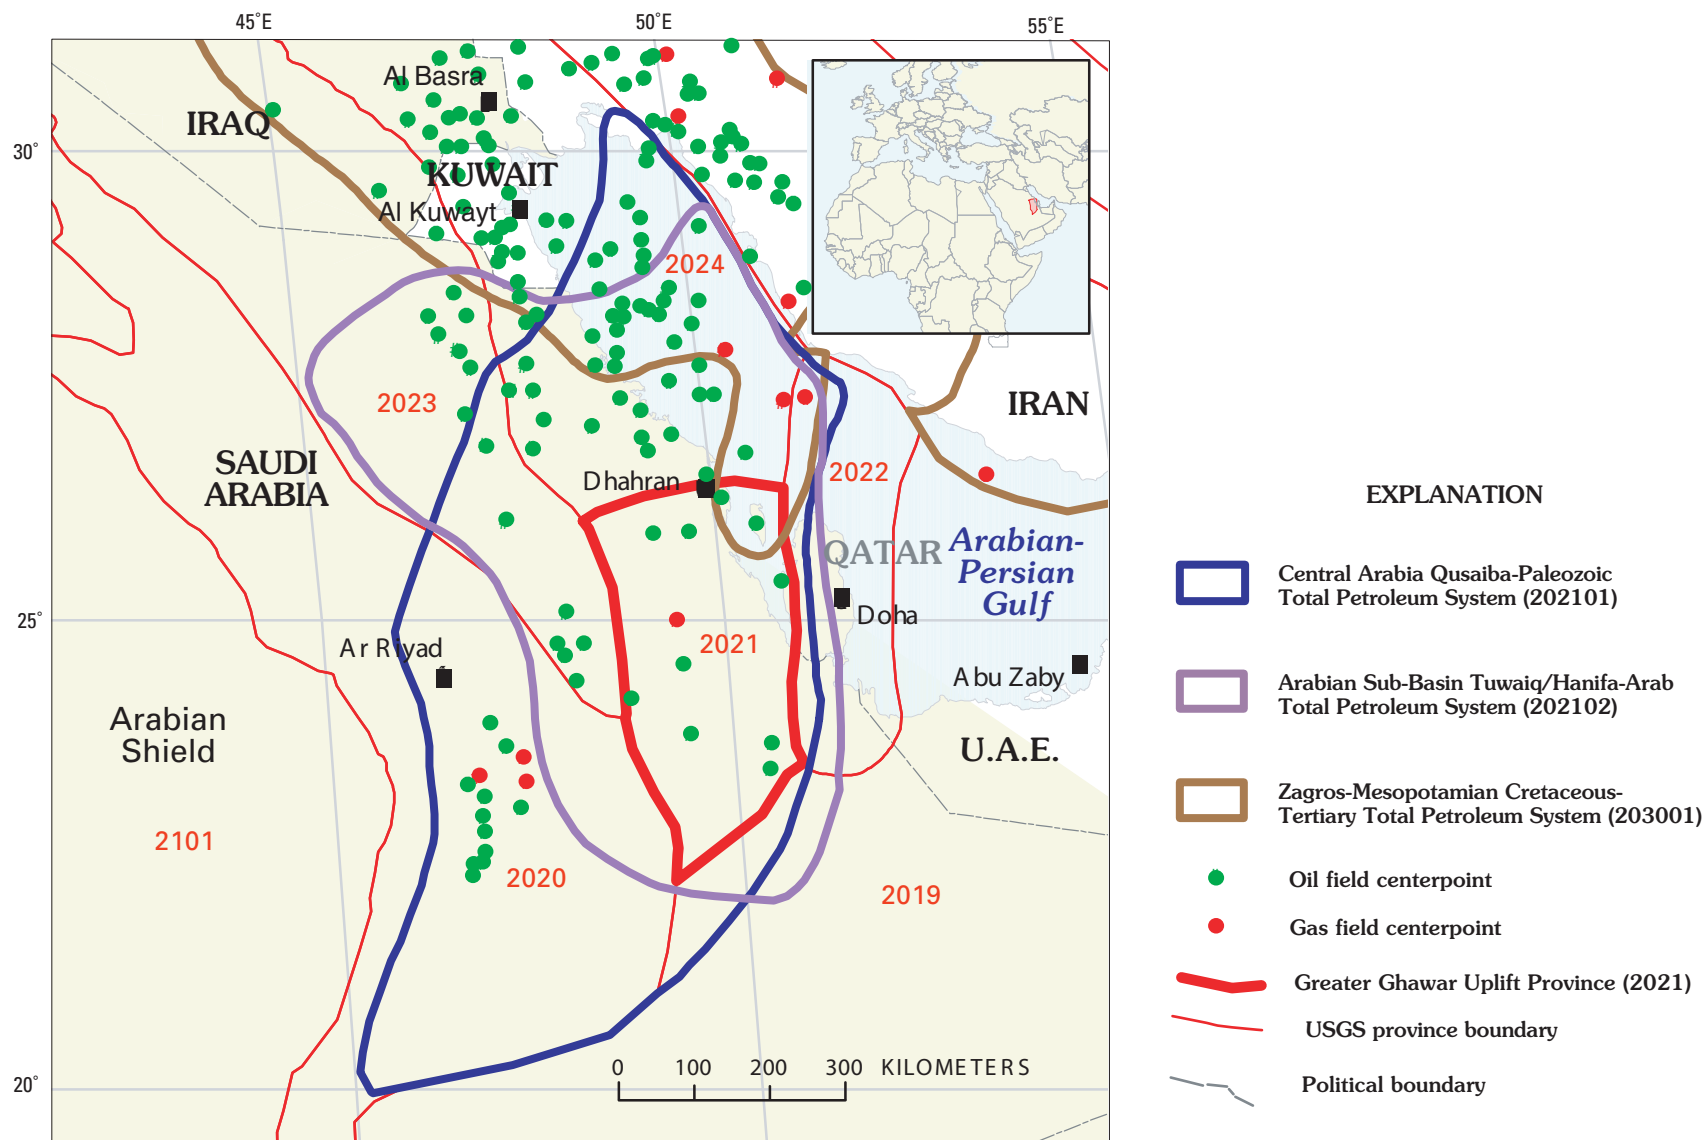 45°E
50°E
55°E
Al Basra
IRAQ
30°
KUWAIT
Al Kuwayt
2024
2023
IRAN
SAUDI
ARABIA
Dhahran
2022
EXPLANATION
QATAR
Arabian-
Persian
Gulf
Central Arabia Qusaiba-Paleozoic
Total Petroleum System (202101)
25°
Doha
Ar Riyad
2021
Abu Zaby
Arabian Sub-Basin Tuwaiq/Hanifa-Arab
Total Petroleum System (202102)
Arabian
Shield
U.A.E.
Zagros-Mesopotamian Cretaceous-
Tertiary Total Petroleum System (203001)
2101
2020
2019
Oil field centerpoint
Gas field centerpoint
Greater Ghawar Uplift Province (2021)
USGS province boundary
20°
0 100 200 300 KILOMETERS
Political boundary